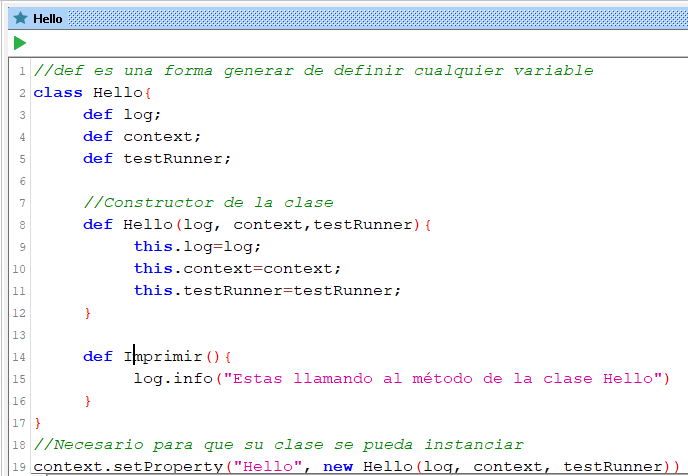 Hello
1 //def es una forma generar de definir cualquier variable
2 class Hello{
3 def log;
4 def context;
5 def testRunner;
6
7 //Constructor de la clase
8 def Hello(log, context,testRunner){
9 this.log=log;
10 this.context=context;
11 this.testRunner=testRunner;
12 }
13
14 def Imprimir(){
15 log.info("Estas llamando al método de la clase Hello")
16 }
17 }
18 //Necesario para que su clase se pueda instanciar
19 context.setProperty("Hello", new Hello(log, context, testRunner))